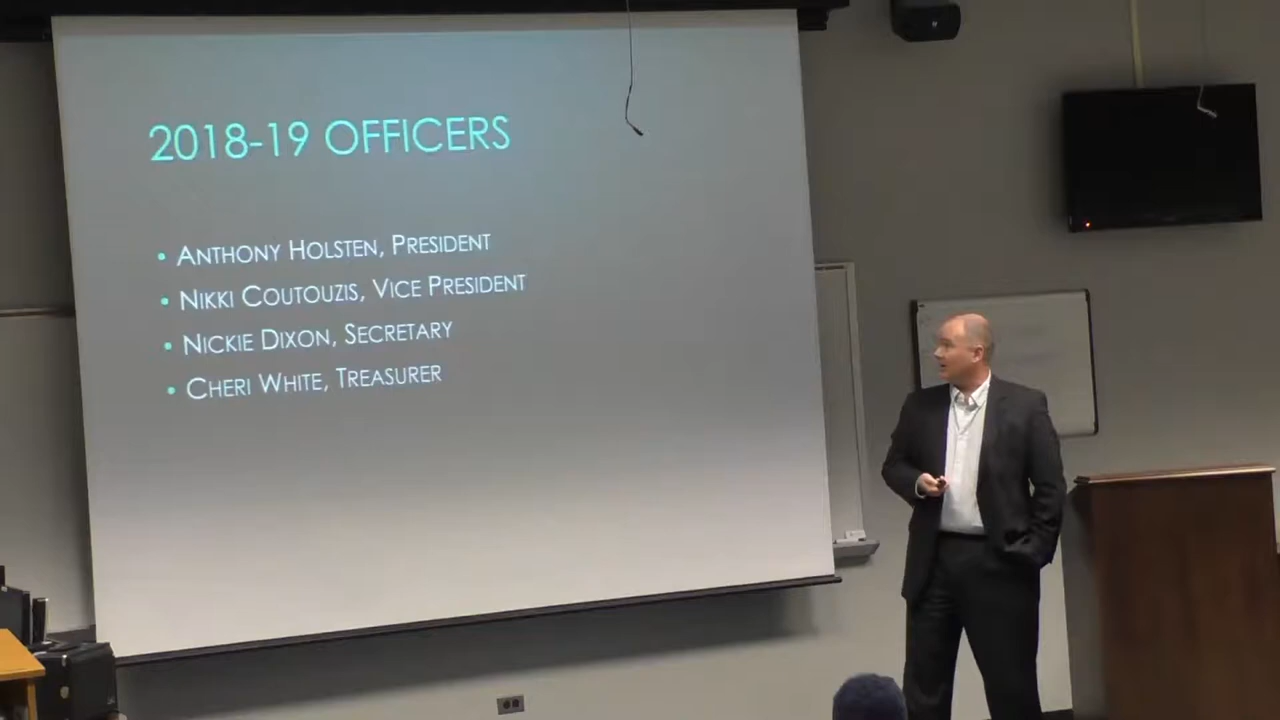 2018-19 OFFICERS
• ANTHONY HOLSTEN, PRESIDENT
• NIKKI COUTOUZIS, VICE PRESIDENT
• NICKIE DIXON, SECRETARY
• CHERI WHITE, TREASURER